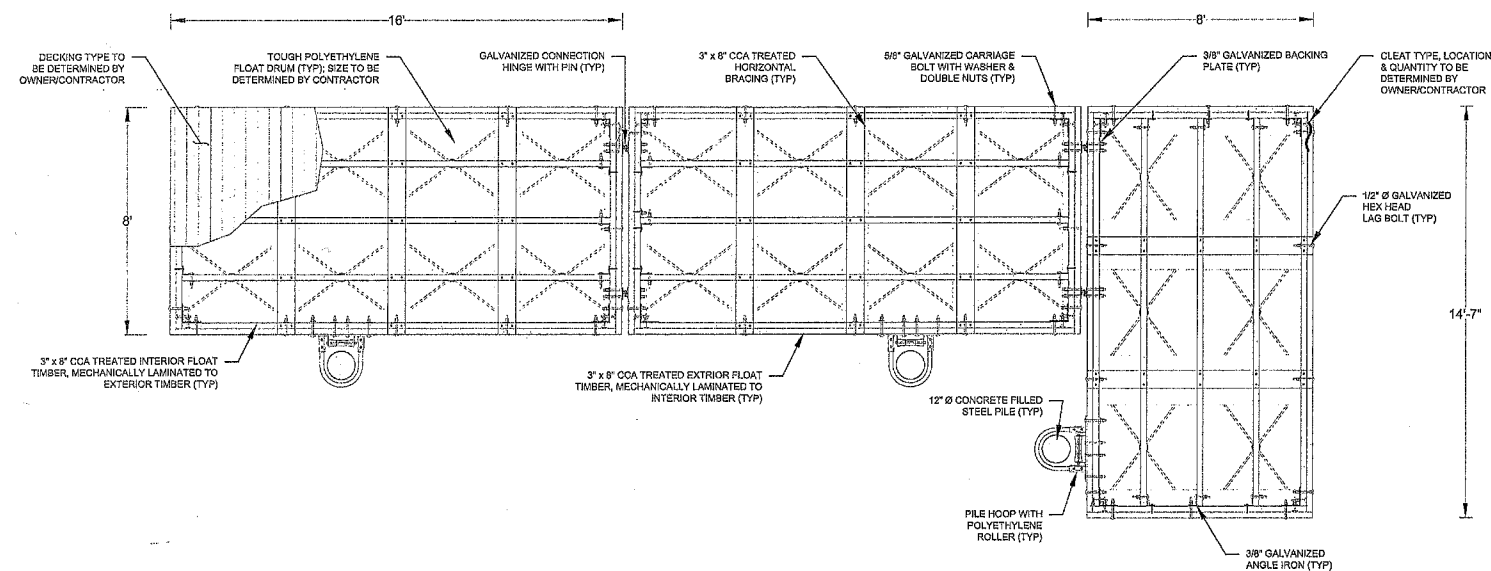 16'
8'
DECKING TYPE TO
BE DETERMINED BY
OWNER/CONTRACTOR
TOUGH POLYETHYLENE
FLOAT DRUM (TYP); SIZE TO BE
DETERMINED BY CONTRACTOR
GALVANIZED CONNECTION
HINGE WITH PIN (TYP)
3" x 8" CCA TREATED
HORIZONTAL
BRACING (TYP)
5/8" GALVANIZED CARRIAGE
BOLT WITH WASHER &
DOUBLE NUTS (TYP)
3/8" GALVANIZED BACKING
PLATE (TYP)
CLEAT TYPE, LOCATION
& QUANTITY TO BE
DETERMINED BY
OWNER/CONTRACTOR
8'
1/2" Ø GALVANIZED
HEX HEAD
LAG BOLT (TYP)
14'-7"
3" x 8" CCA TREATED INTERIOR FLOAT
TIMBER, MECHANICALLY LAMINATED TO
EXTERIOR TIMBER (TYP)
3" x 8" CCA TREATED EXTRIOR FLOAT
TIMBER, MECHANICALLY LAMINATED TO
INTERIOR TIMBER (TYP)
12" Ø CONCRETE FILLED
STEEL PILE (TYP)
PILE HOOP WITH
POLYETHYLENE
ROLLER (TYP)
3/8" GALVANIZED
ANGLE IRON (TYP)